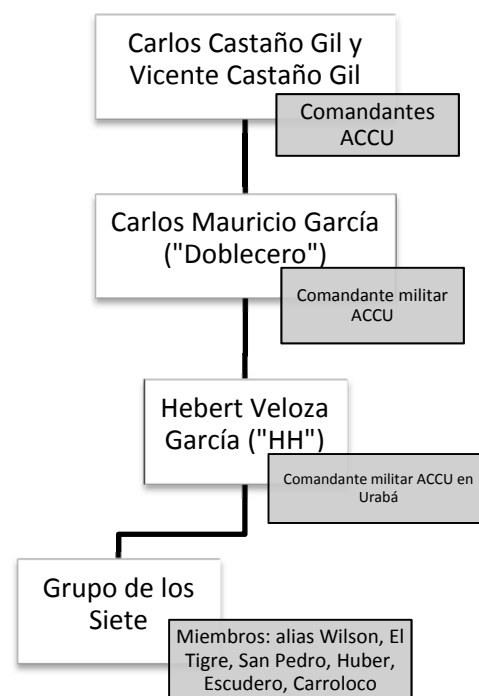 Carlos Castaño Gil y
Vicente Castaño Gil
Comandantes
ACCU
Carlos Mauricio García
("Doblecero")
Comandante militar
ACCU
Hebert Veloza
García ("HH")
Comandante militar ACCU en
Urabá
Grupo de los
Siete
Miembros: alias Wilson, El
Tigre, San Pedro, Huber,
Escudero, Carroloco